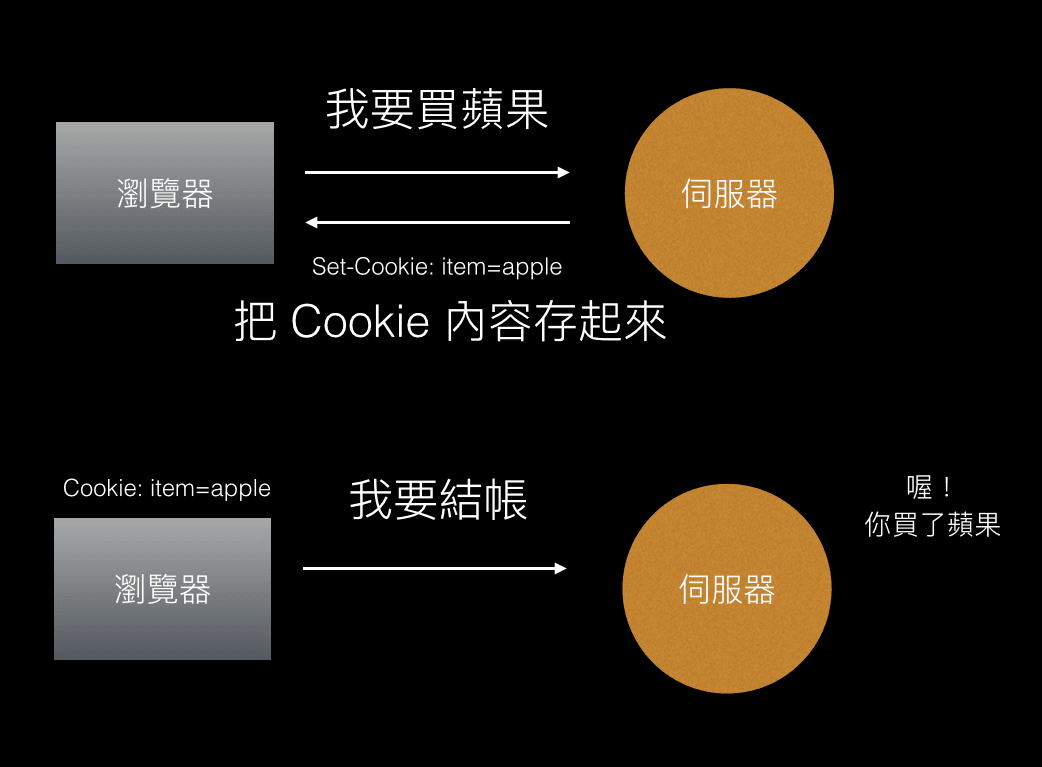 我要買蘋果
瀏覽器
伺服器
Set-Cookie: item=apple
把 Cookie 內容存起來
Cookie: item=apple
我要結帳
喔！
你買了蘋果
瀏覽器
伺服器